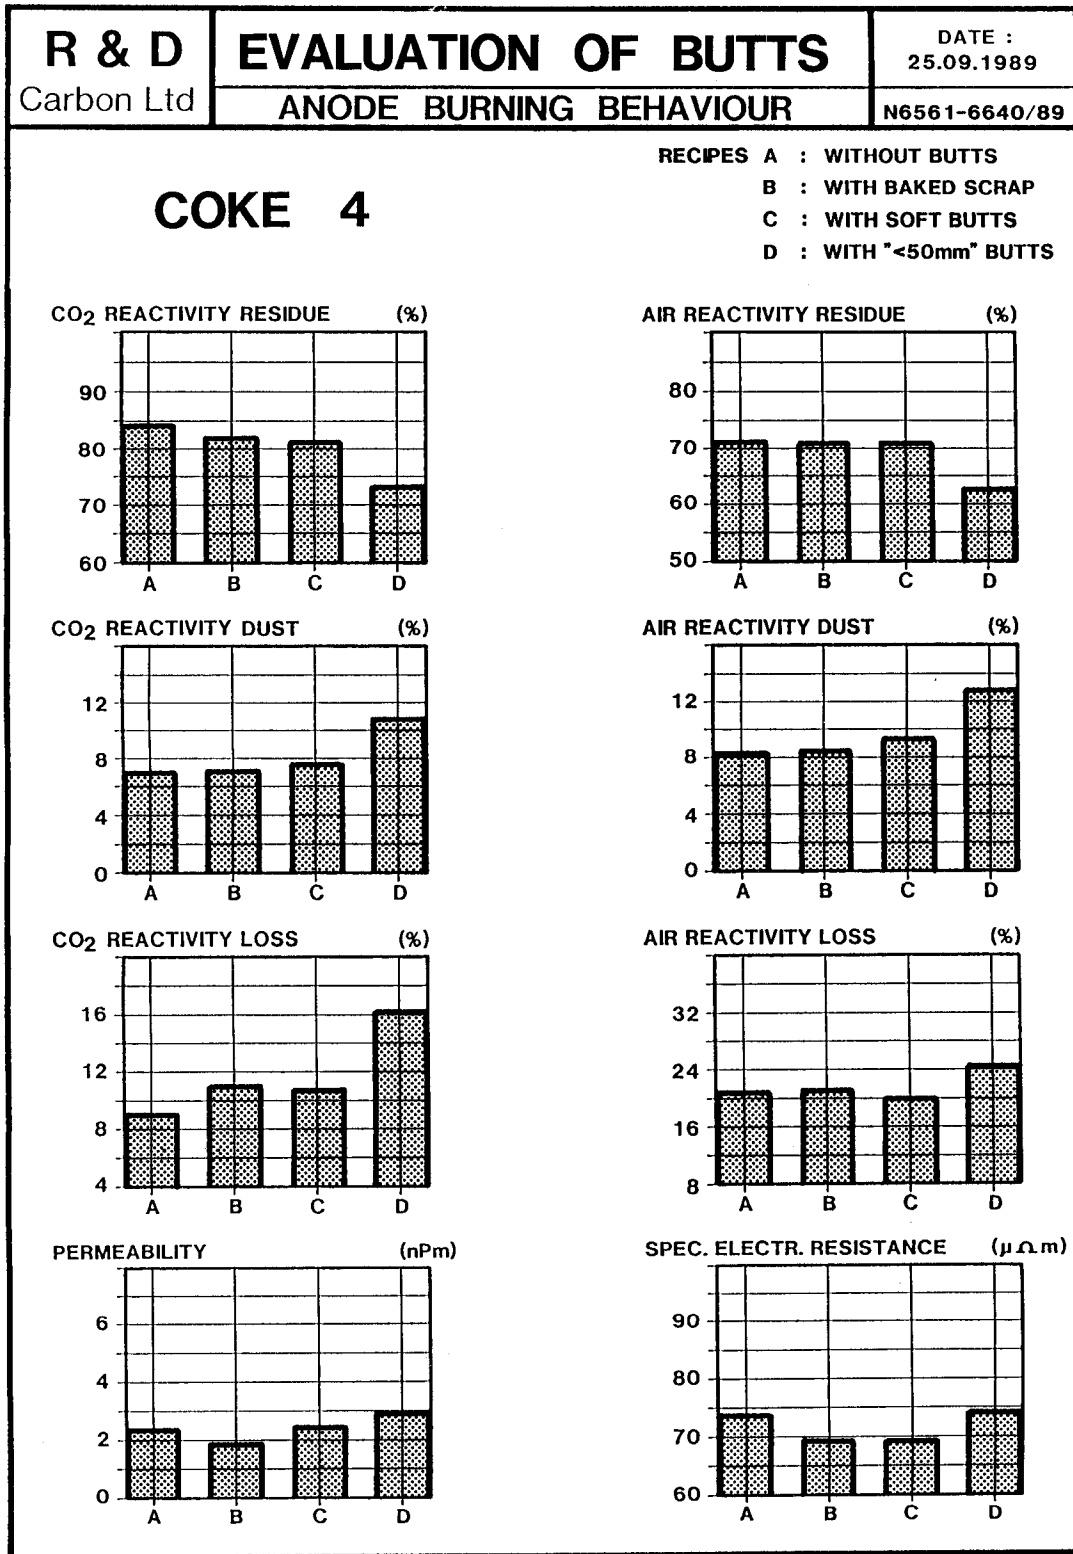 R & D
Carbon Ltd
EVALUATION OF BUTTS
ANODE BURNING BEHAVIOUR
DATE :
25.09.1989
N6561-6640/89
COKE 4
RECIPES A : WITHOUT BUTTS
B : WITH BAKED SCRAP
C : WITH SOFT BUTTS
D : WITH "<50mm" BUTTS
CO2 REACTIVITY RESIDUE (%)
90
80
70
60
A B C D
AIR REACTIVITY RESIDUE (%)
80
70
60
50
A B C D
CO2 REACTIVITY DUST (%)
12
8
4
0
A B C D
AIR REACTIVITY DUST (%)
12
8
4
0
A B C D
CO2 REACTIVITY LOSS (%)
16
12
8
4
A B C D
AIR REACTIVITY LOSS (%)
32
24
16
8
A B C D
PERMEABILITY (nPm)
6
4
2
0
A B C D
SPEC. ELECTR. RESISTANCE (μΩm)
90
80
70
60
A B C D